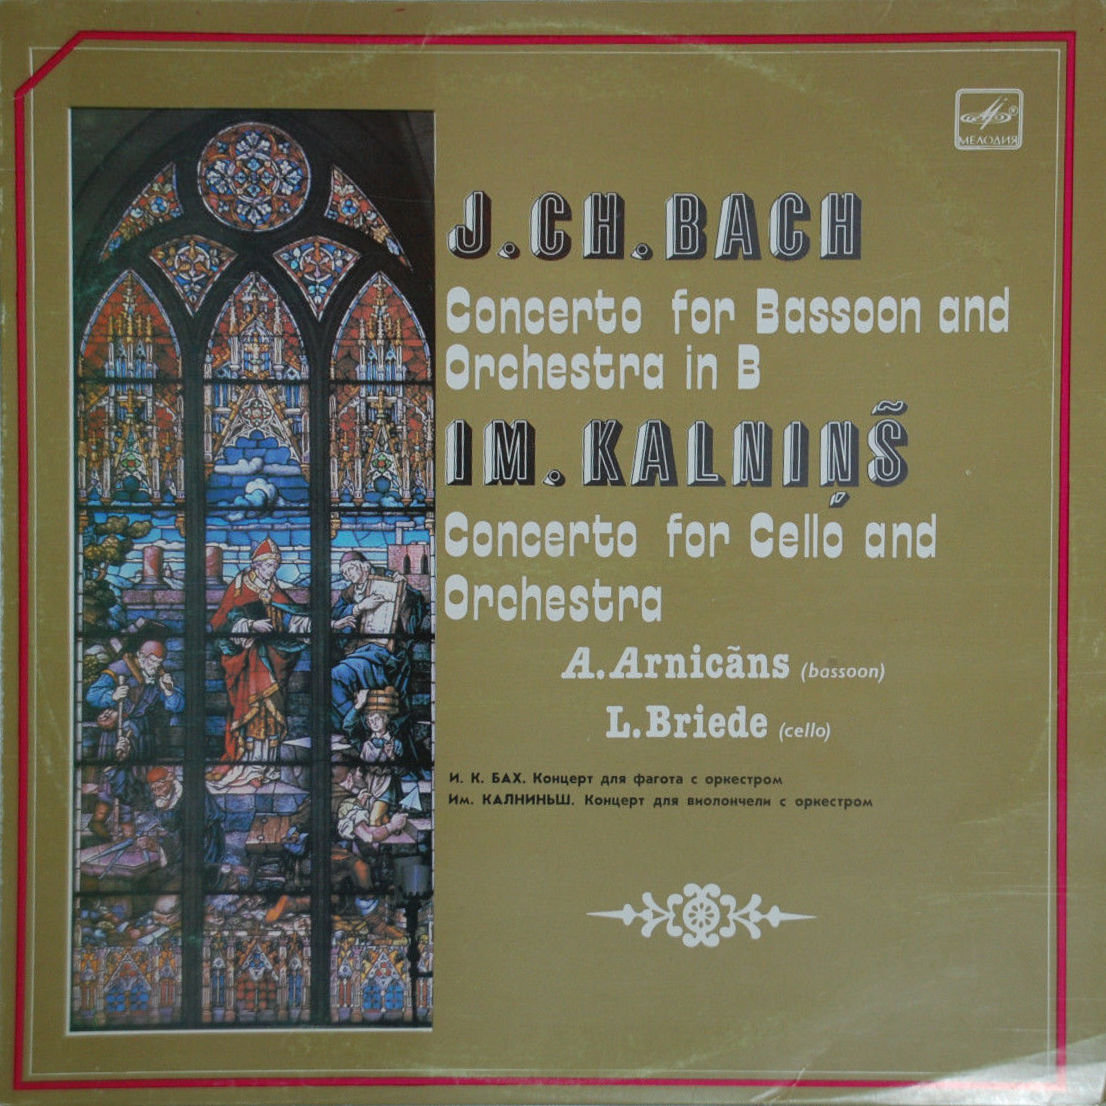 МЕЛОДИЯ
J.CH.BACH
Concerto for Bassoon and
Orchestra in B
IM.KALNIŅŠ
Concerto for Cello and
Orchestra
A.Arnicãns (bassoon)
L.Briede (cello)
И. К. БАХ. Концерт для фагота с оркестром
Им. КАЛНИНЬШ. Концерт для виолончели с оркестром